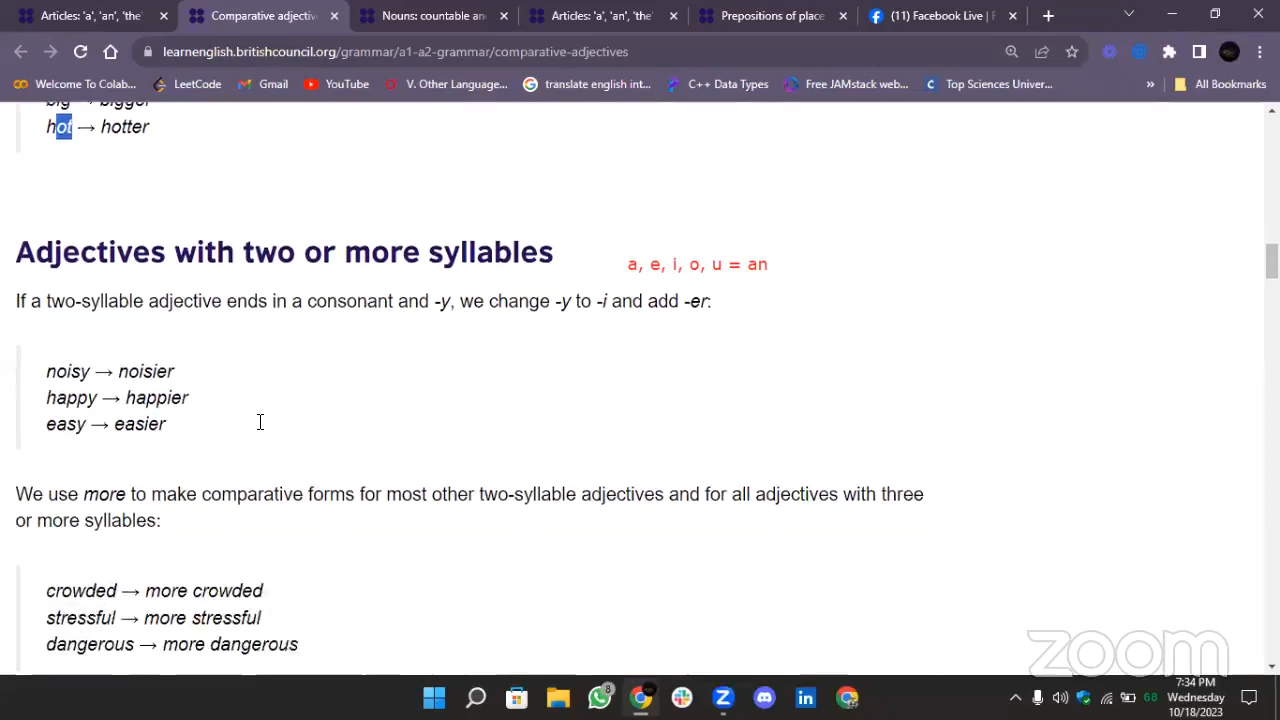 Articles: 'a', 'an', 'the'
Comparative adjectiv
Nouns: countable an
Articles: 'a', 'an', 'the'
Prepositions of place
(11) Facebook Live | F
learnenglish.britishcouncil.org/grammar/a1-a2-grammar/comparative-adjectives
Welcome To Colab...
LeetCode
Gmail
YouTube
V. Other Language...
translate english int...
C++ Data Types
Free JAMstack web...
Top Sciences Univer...
»
All Bookmarks
big → bigger
hot → hotter
Adjectives with two or more syllables
a, e, i, o, u = an
If a two-syllable adjective ends in a consonant and -y, we change -y to -i and add -er:
noisy → noisier
happy → happier
easy → easier
We use more to make comparative forms for most other two-syllable adjectives and for all adjectives with three
or more syllables:
crowded → more crowded
stressful → more stressful
dangerous → more dangerous
zoom
8
68
7:34 PM
Wednesday
10/18/2023